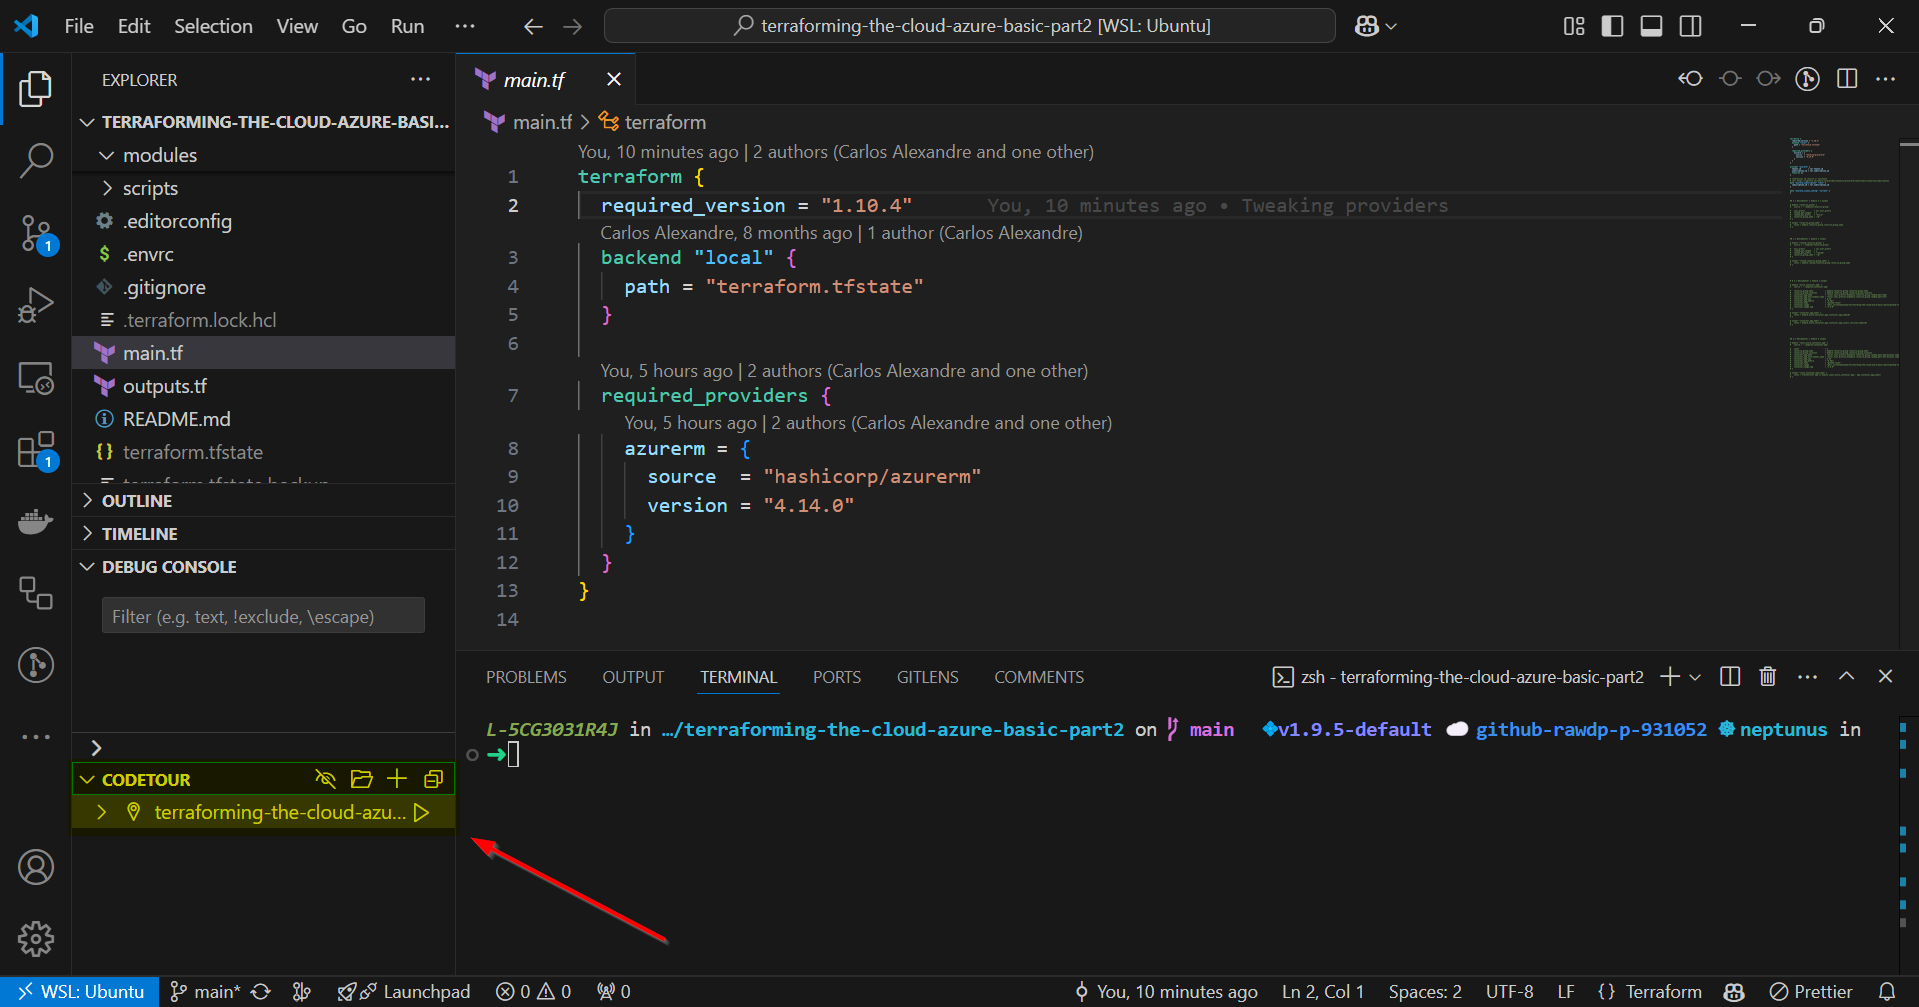 File Edit Selection View Go Run ··· terraforming-the-cloud-azure-basic-part2 [WSL: Ubuntu]
EXPLORER ···
TERRAFORMING-THE-CLOUD-AZURE-BASI...
modules
scripts
.editorconfig
$ .envrc
.gitignore
.terraform.lock.hcl
main.tf
outputs.tf
README.md
{} terraform.tfstate
terraform.tfstate.backup
OUTLINE
TIMELINE
DEBUG CONSOLE
Filter (e.g. text, !exclude, \escape)
CODETOUR
terraforming-the-cloud-azu...
1
1
main.tf
main.tf > terraform
You, 10 minutes ago | 2 authors (Carlos Alexandre and one other)
1 terraform {
2 required_version = "1.10.4" You, 10 minutes ago • Tweaking providers
Carlos Alexandre, 8 months ago | 1 author (Carlos Alexandre)
3 backend "local" {
4 path = "terraform.tfstate"
5 }
6
You, 5 hours ago | 2 authors (Carlos Alexandre and one other)
7 required_providers {
You, 5 hours ago | 2 authors (Carlos Alexandre and one other)
8 azurerm = {
9 source = "hashicorp/azurerm"
10 version = "4.14.0"
11 }
12 }
13 }
14
PROBLEMS OUTPUT TERMINAL PORTS GITLENS COMMENTS zsh - terraforming-the-cloud-azure-basic-part2
L-5CG3031R4J in …/terraforming-the-cloud-azure-basic-part2 on main v1.9.5-default github-rawdp-p-931052 neptunus in
WSL: Ubuntu main* Launchpad 0 0 0 You, 10 minutes ago Ln 2, Col 1 Spaces: 2 UTF-8 LF {} Terraform Prettier